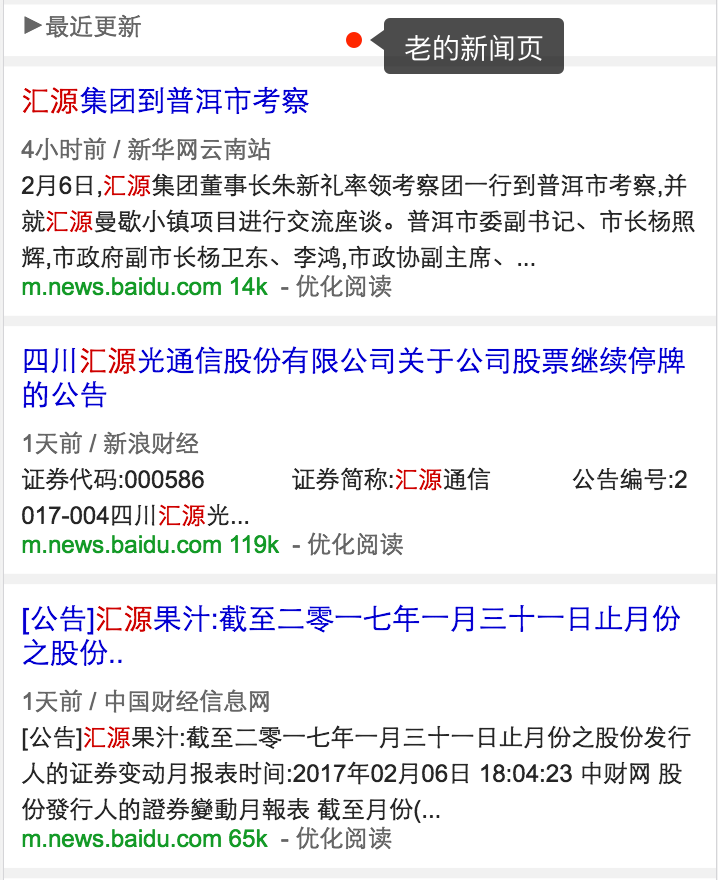 ▶最近更新
老的新闻页
汇源集团到普洱市考察
4小时前 / 新华网云南站
2月6日,汇源集团董事长朱新礼率领考察团一行到普洱市考察,并
就汇源曼歇小镇项目进行交流座谈。普洱市委副书记、市长杨照
辉,市政府副市长杨卫东、李鸿,市政协副主席、...
m.news.baidu.com 14k - 优化阅读
四川汇源光通信股份有限公司关于公司股票继续停牌
的公告
1天前 / 新浪财经
证券代码:000586 证券简称:汇源通信 公告编号:2
017-004四川汇源光...
m.news.baidu.com 119k - 优化阅读
[公告]汇源果汁:截至二零一七年一月三十一日止月份
之股份..
1天前 / 中国财经信息网
[公告]汇源果汁:截至二零一七年一月三十一日止月份之股份发行
人的证券变动月报表时间:2017年02月06日 18:04:23 中财网 股
份發行人的證券變動月報表 截至月份(...
m.news.baidu.com 65k - 优化阅读